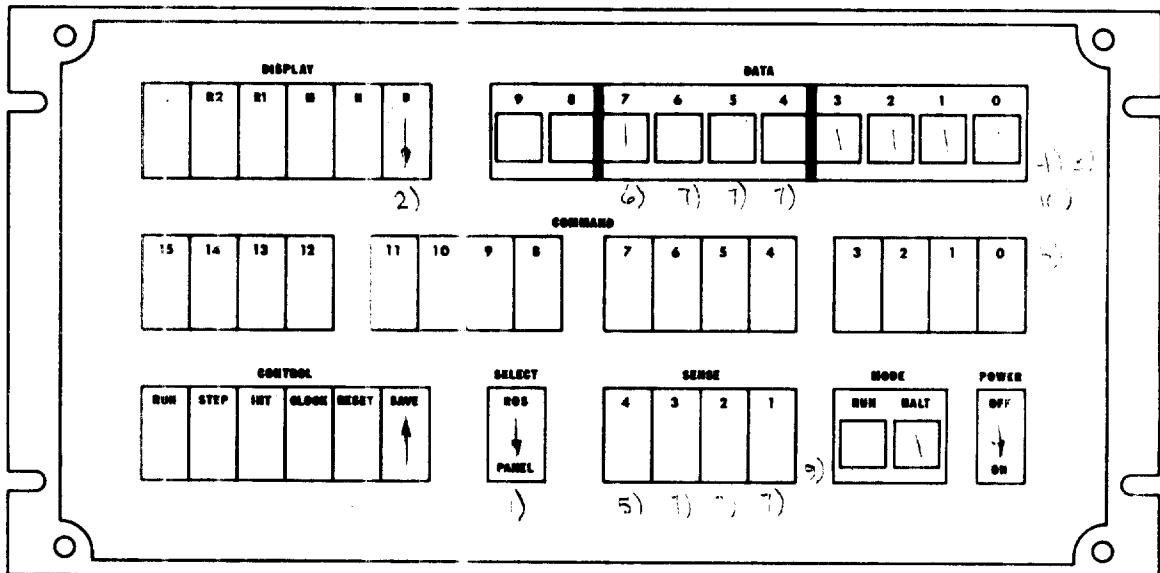 DISPLAY DATA
R2 R1 M N D 9 8 7 6 5 4 3 2 1 0
2) 6) 7) 7) 7)
COMMAND
15 14 13 12 11 10 9 8 7 6 5 4 3 2 1 0
CONTROL SELECT SENSE MODE POWER
RUN STEP INT CLOCK RESET SAVE ROS 4 3 2 1 RUN HALT OFF
PANEL ON
1) 5) 7) 7) 9)